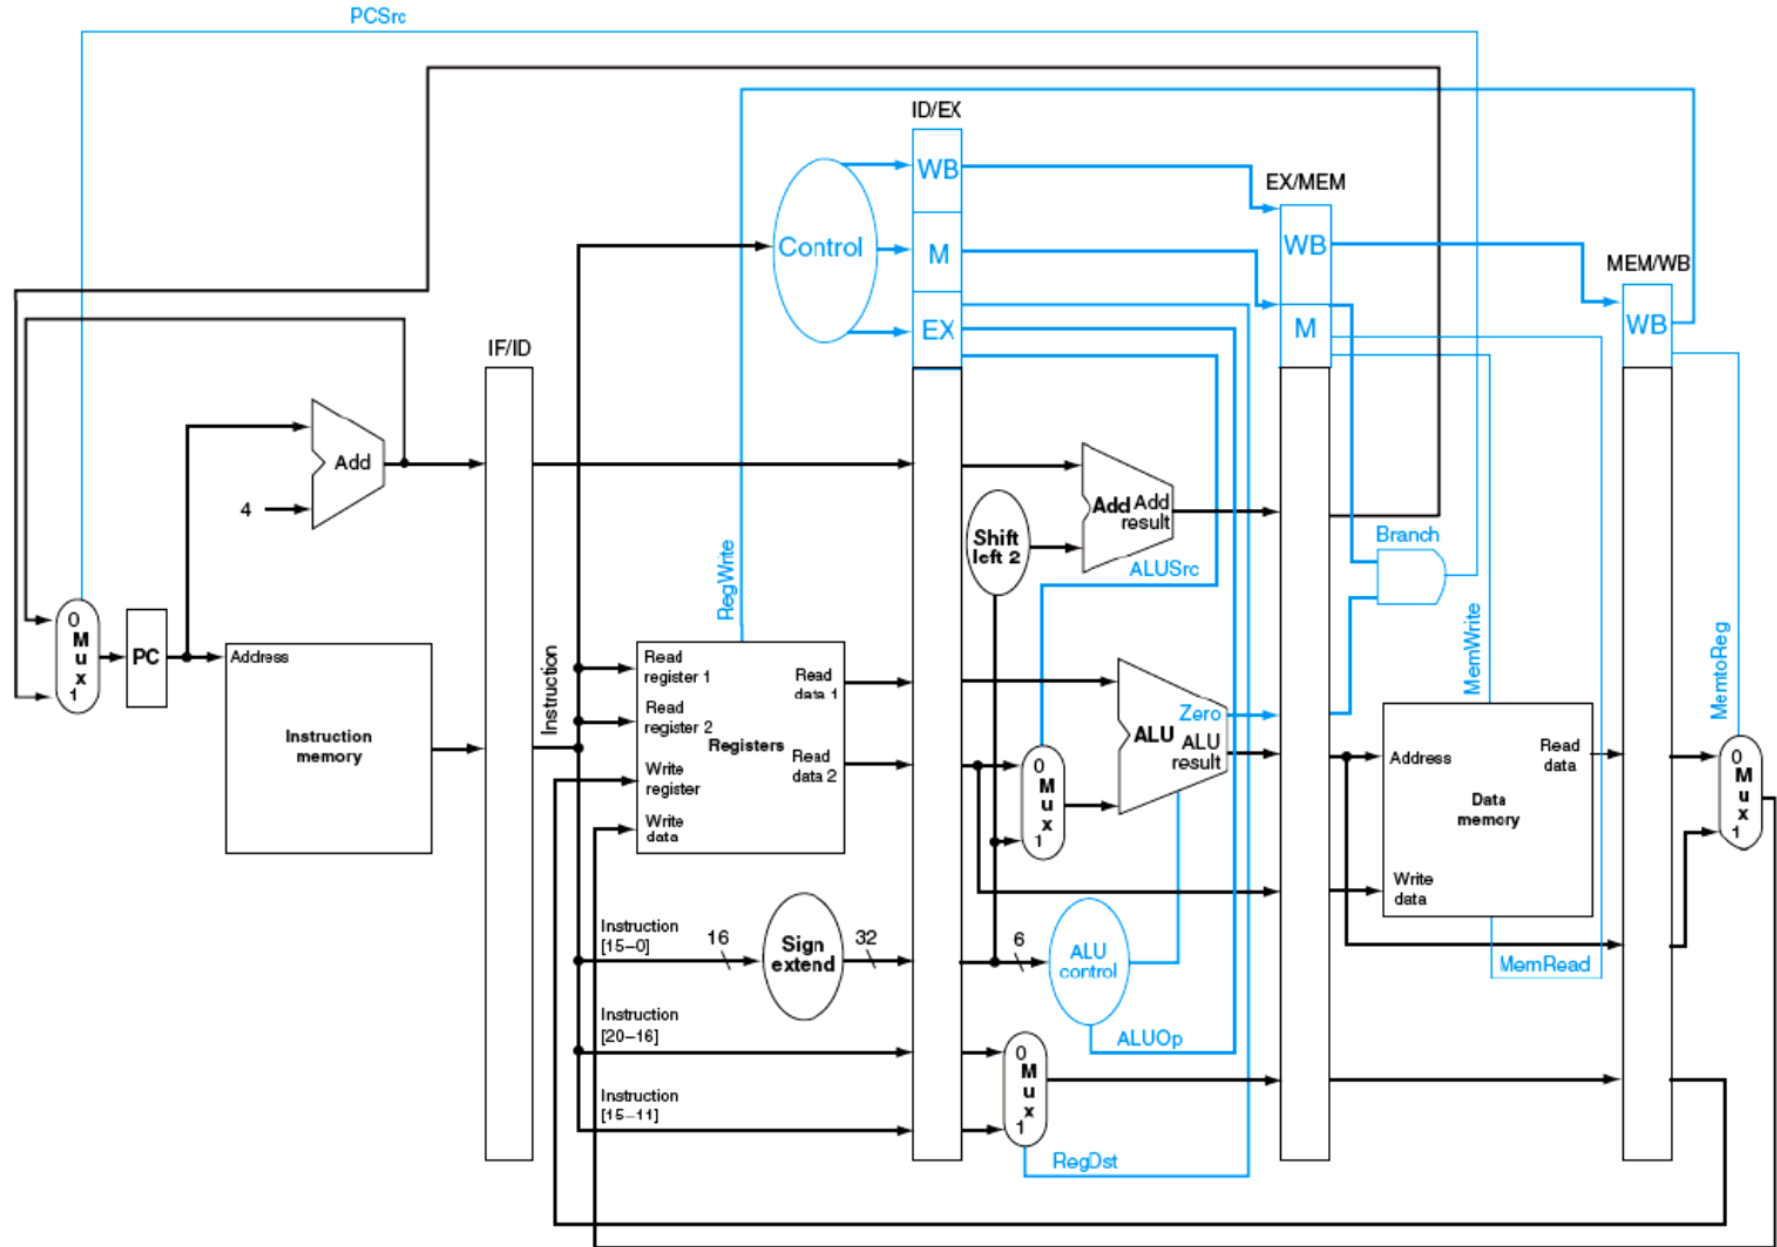 PCSrc
ID/EX
WB
EX/MEM
Control
M
WB
MEM/WB
EX
M
WB
IF/ID
Add
4
Add Add
result
Shift
left 2
Branch
ALUSrc
RegWrite
MemWrite
MemtoReg
0
M
u
x
1
PC
Address
Instruction
memory
Instruction
Read
register 1
Read
register 2
Write
register
Write
data
Registers
Read
data 1
Read
data 2
0
M
u
x
1
Zero
ALU
ALU
result
Address
Read
data
Data
memory
Write
data
MemRead
0
M
u
x
1
Instruction
[15–0]
16
Sign
extend
32
6
ALU
control
Instruction
[20–16]
ALUOp
0
M
u
x
1
Instruction
[15–11]
RegDst